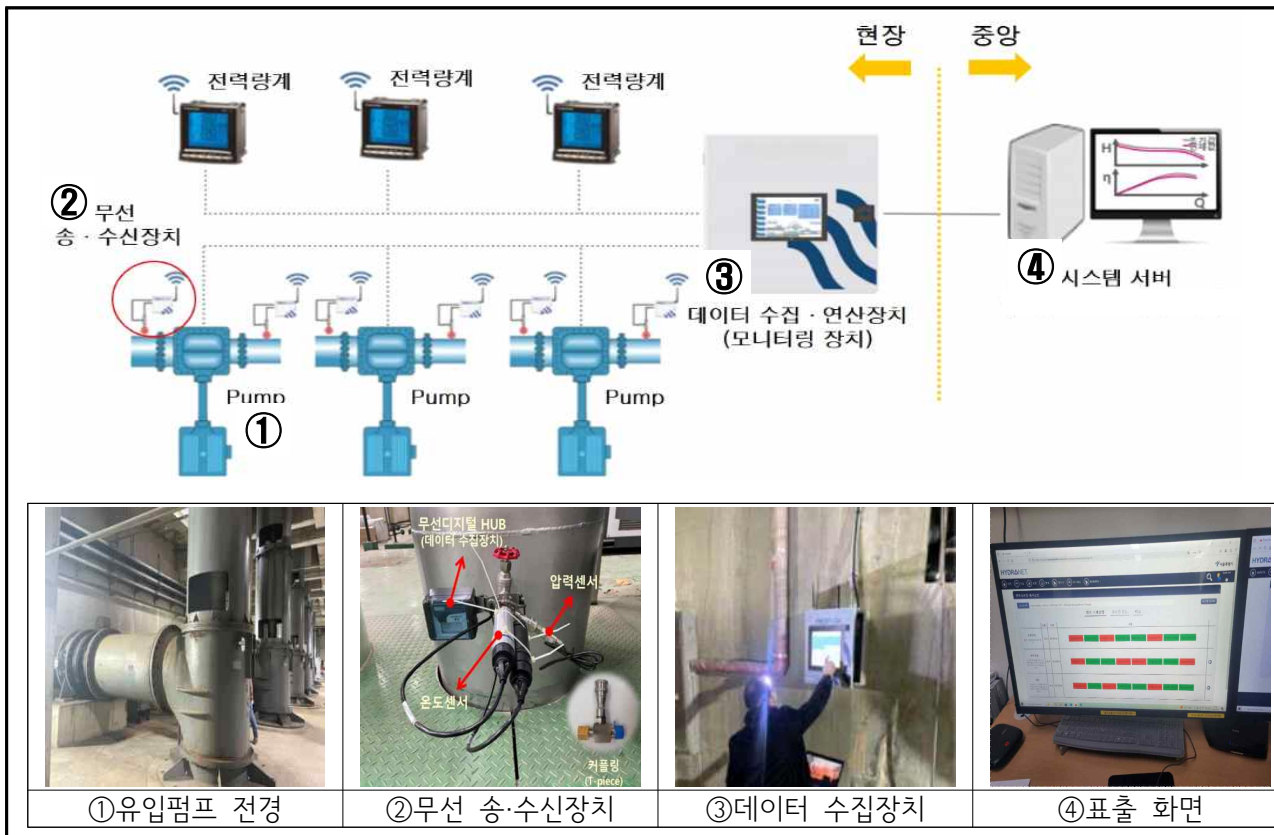 현장 중앙
전력량계 전력량계 전력량계
② 무선
송 · 수신장치
H
η
Q
③
데이터 수집 · 연산장치
(모니터링 장치)
④ 시스템 서버
Pump Pump Pump
①
무선디지털 HUB
(데이터 수집장치)
압력센서
온도센서
커플링
(T-piece)
HYDRANET
①유입펌프 전경
②무선 송·수신장치
③데이터 수집장치
④표출 화면